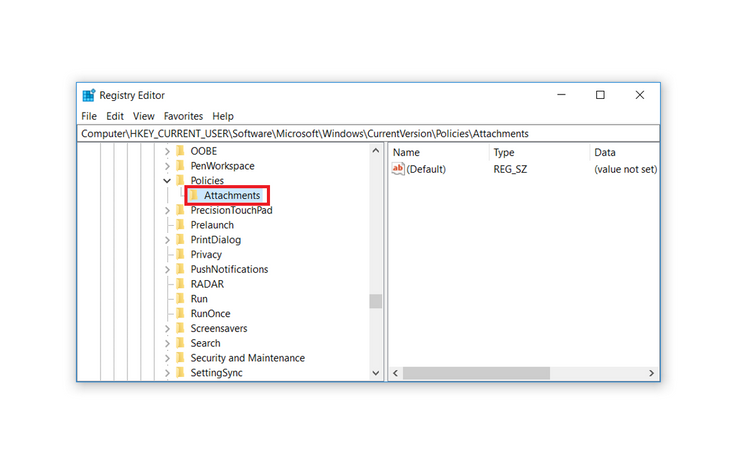 Registry Editor
File Edit View Favorites Help
Computer\HKEY_CURRENT_USER\Software\Microsoft\Windows\CurrentVersion\Policies\Attachments
OOBE
PenWorkspace
Policies
Attachments
PrecisionTouchPad
Prelaunch
PrintDialog
Privacy
PushNotifications
RADAR
Run
RunOnce
Screensavers
Search
Security and Maintenance
SettingSync
Name Type Data
ab (Default) REG_SZ (value not set)